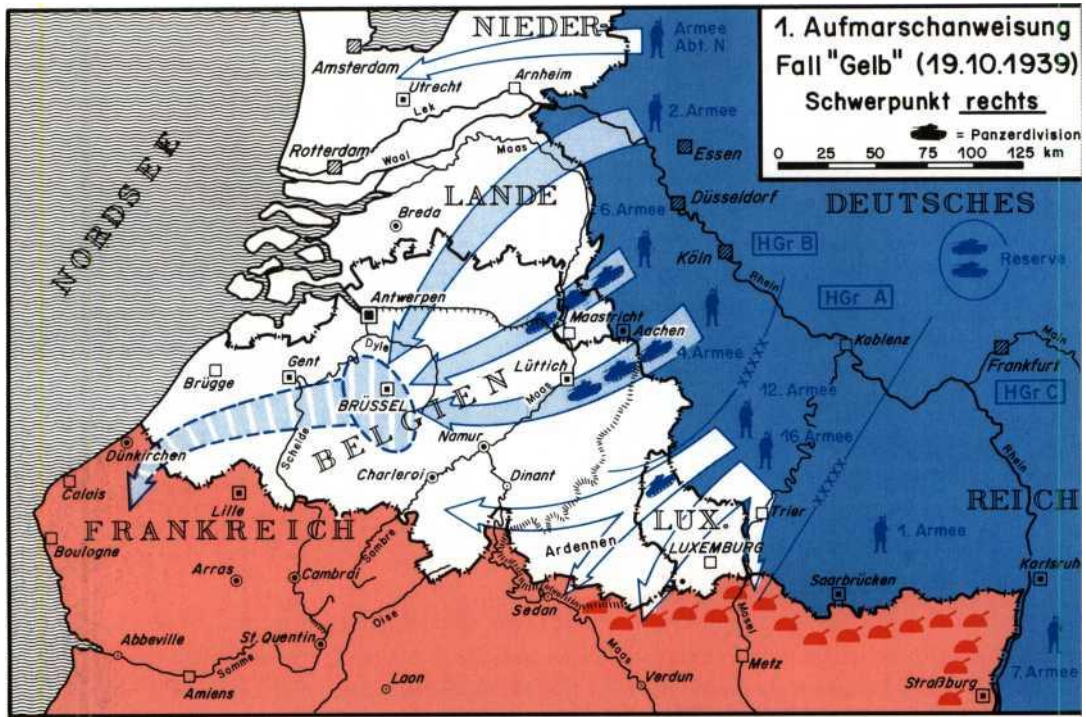 1. Aufmarschanweisung
Fall "Gelb" (19.10.1939)
Schwerpunkt rechts
= Panzerdivision
0 25 50 75 100 125 km
NIEDER-
Armee
Abt. N
Amsterdam
Utrecht
Arnheim
Lek
2. Armee
Rotterdam
Waal
Maas
Essen
NORDSEE
LANDE
Düsseldorf
DEUTSCHES
Breda
6. Armee
HGr B
Köln
Reserve
Rhein
HGr A
Antwerpen
Maastricht
Aachen
Koblenz
Main
Dyle
4. Armee
Frankfurt
Gent
Brügge
Lüttich
XXXXX
HGr C
BRÜSSEL
Maas
12. Armee
BELGIEN
Schelde
Namur
16. Armee
Rhein
Dünkirchen
Charleroi
Dinant
XXXXX
Calais
Lille
REICH
FRANKREICH
LUX.
Trier
1. Armee
Boulogne
Sambre
Ardennen
LUXEMBURG
Arras
Cambrai
Saarbrücken
Karlsruh
Oise
Sedan
Mosel
Abbeville
St. Quentin
Somme
Maas
Metz
7. Armee
Amiens
Laon
Verdun
Straßburg